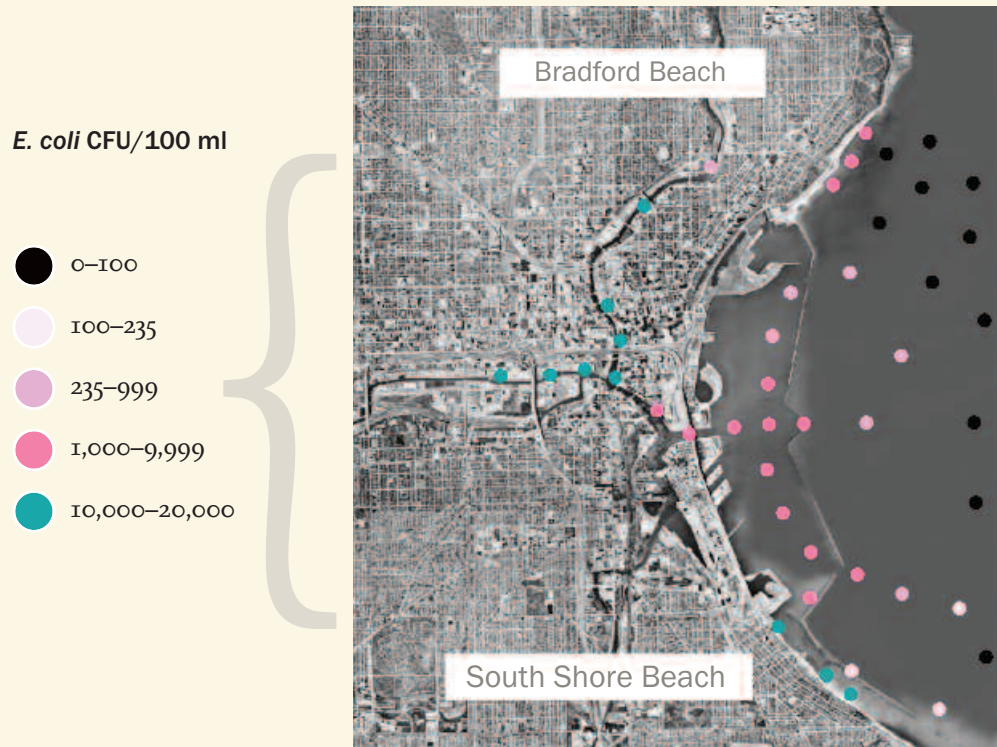 Bradford Beach
E. coli CFU/100 ml
0–100
100–235
235–999
1,000–9,999
10,000–20,000
South Shore Beach